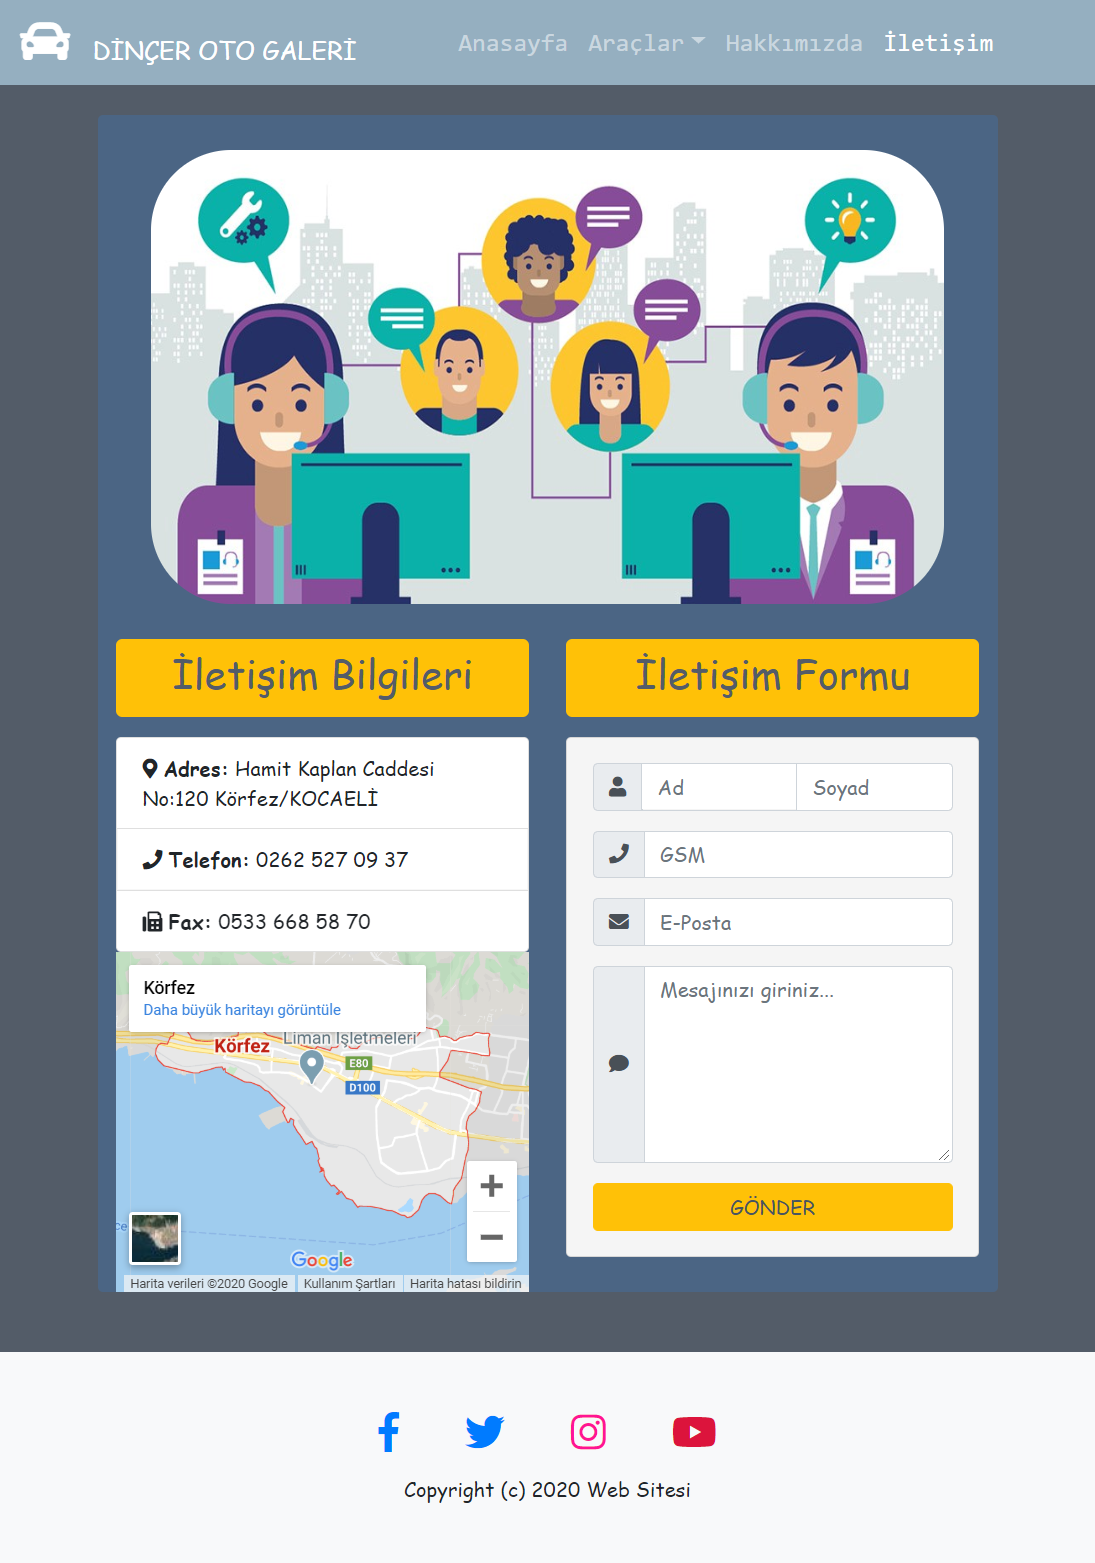 DİNÇER OTO GALERİ
Anasayfa Araçlar Hakkımızda İletişim
İletişim Bilgileri
Adres: Hamit Kaplan Caddesi
No:120 Körfez/KOCAELİ
Telefon: 0262 527 09 37
Fax: 0533 668 58 70
Körfez
Daha büyük haritayı görüntüle
Liman İşletmeleri
Körfez
E80
D100
Google
Harita verileri ©2020 Google Kullanım Şartları Harita hatası bildirin
İletişim Formu
Ad Soyad
GSM
E-Posta
Mesajınızı giriniz...
GÖNDER
Copyright (c) 2020 Web Sitesi